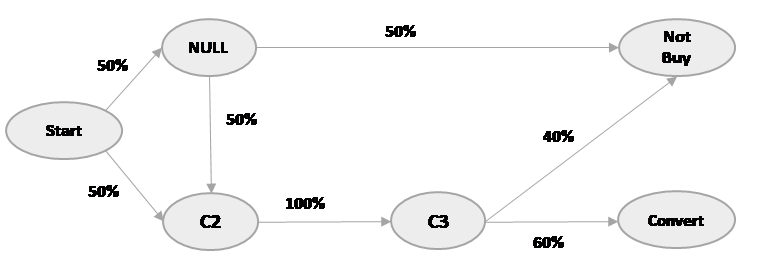 50%
NULL
Not
Buy
50%
50%
Start
40%
50%
100%
C2
C3
Convert
60%